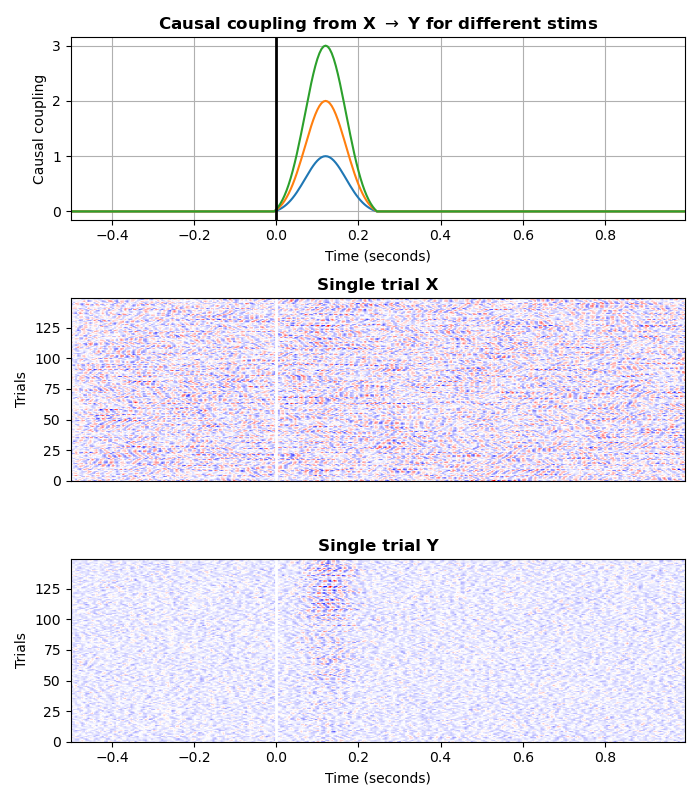 Causal coupling from X → Y for different stims
3
2
1
0
Causal coupling
−0.4 −0.2 0.0 0.2 0.4 0.6 0.8
Time (seconds)
Single trial X
125
100
75
50
25
0
Trials
Single trial Y
125
100
75
50
25
0
Trials
−0.4 −0.2 0.0 0.2 0.4 0.6 0.8
Time (seconds)